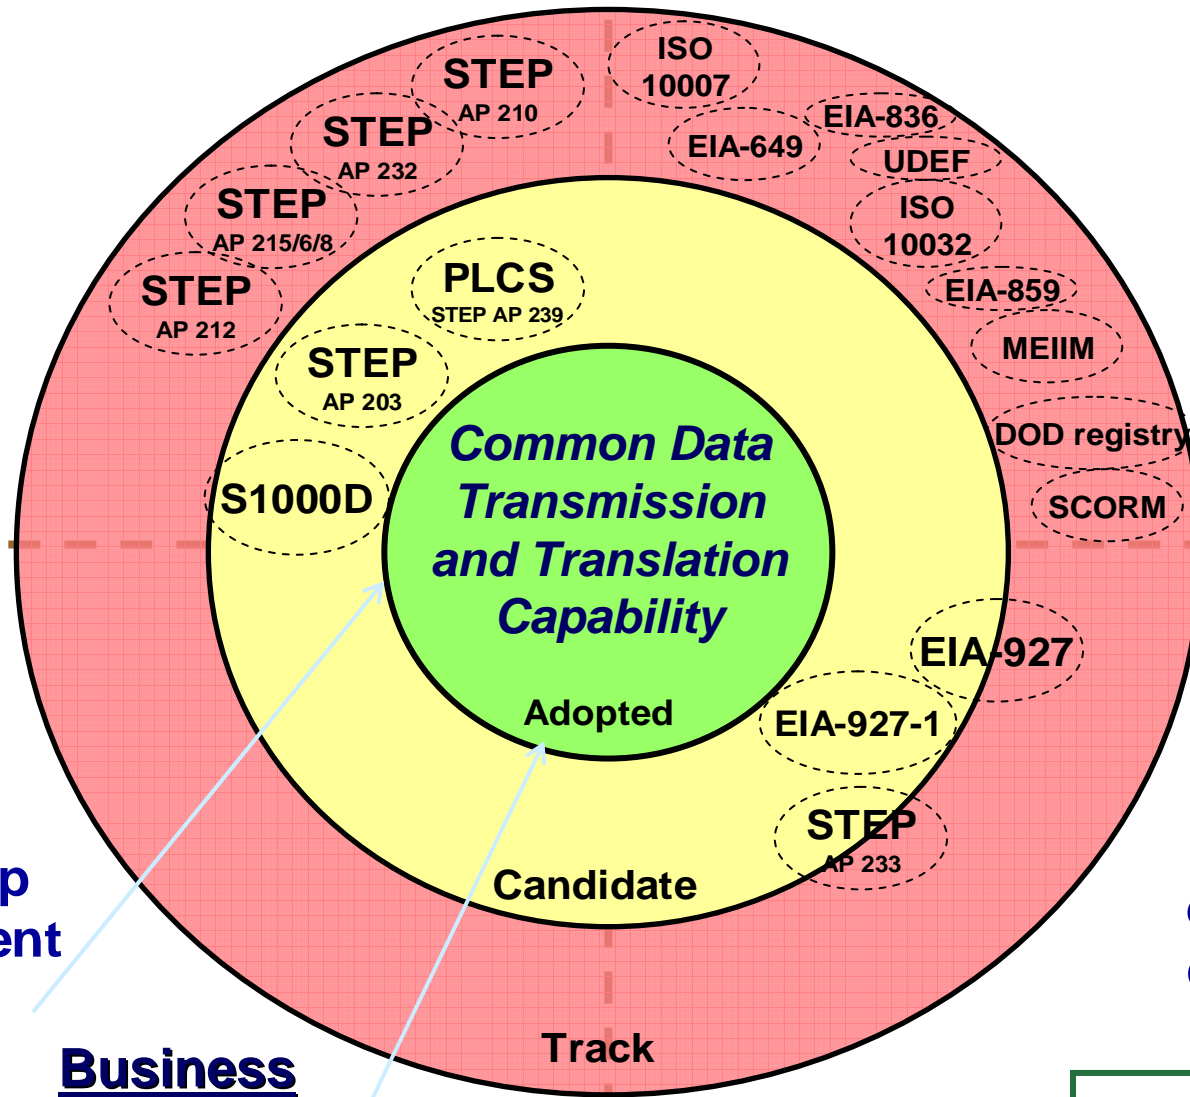 STEP
AP 210
ISO
10007
STEP
AP 232
EIA-836
EIA-649
UDEF
STEP
AP 215/6/8
ISO
10032
STEP
AP 212
PLCS
STEP AP 239
EIA-859
MEIIM
STEP
AP 203
DOD registry
S1000D
SCORM
Common Data
Transmission
and Translation
Capability
Adopted
EIA-927
EIA-927-1
STEP
AP 233
Candidate
Track
Business